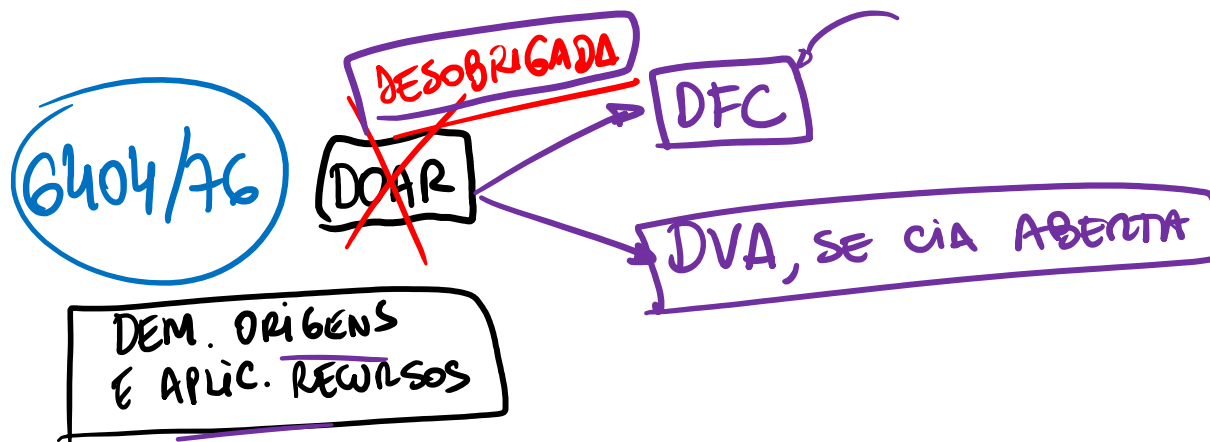 DESOBRIGADA
DFC
6404/76
DOAR
DVA, SE CIA ABERTA
DEM. ORIGENS
E APLIC. RECURSOS